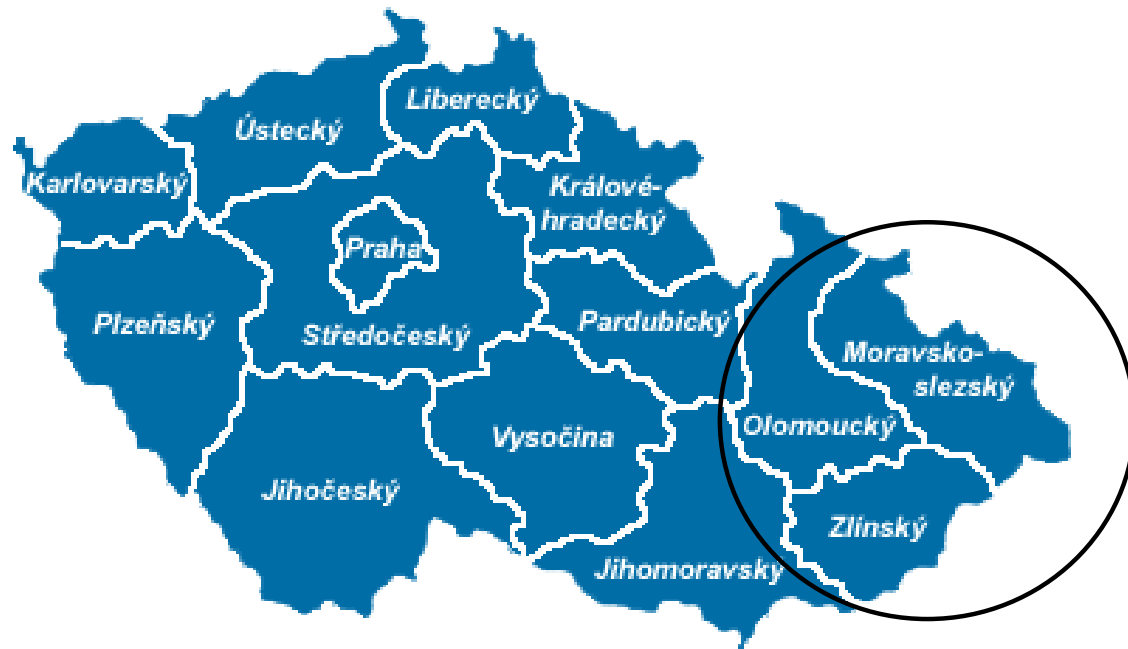 Liberecký
Ústecký
Karlovarský
Králové-
hradecký
Praha
Plzeňský
Středočeský
Pardubický
Moravsko-
slezský
Olomoucký
Vysočina
Jihočeský
Zlínský
Jihomoravský